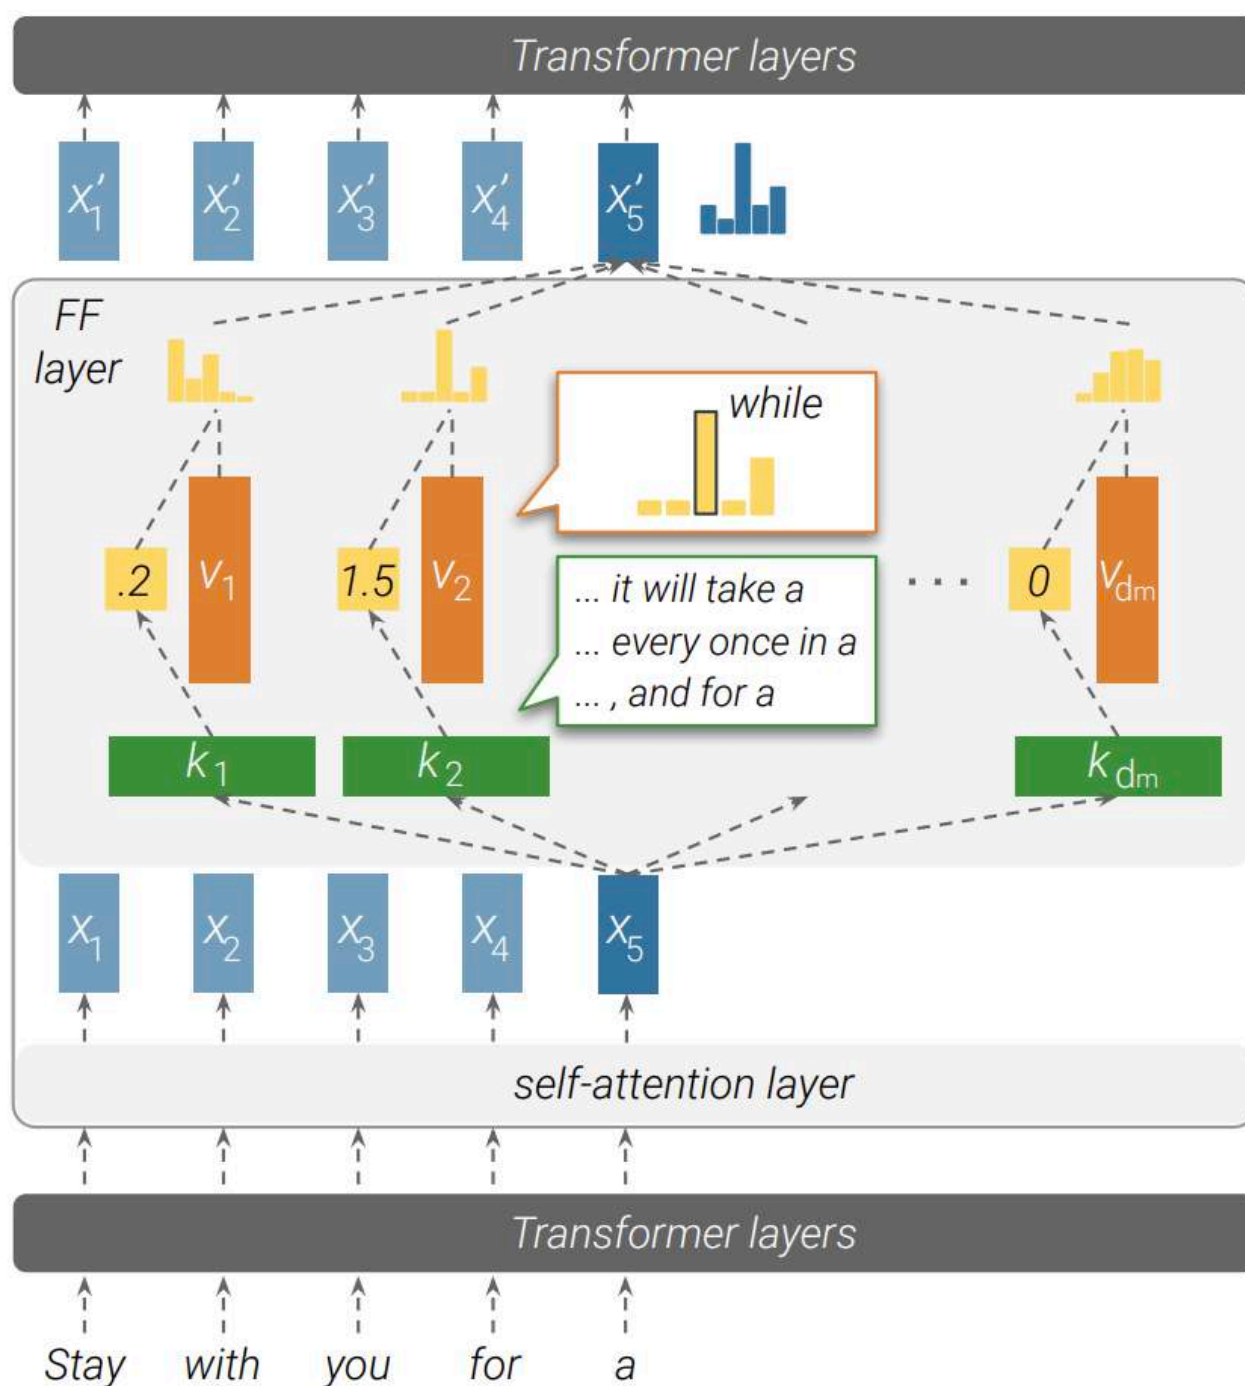 Transformer layers
x'1 x'2 x'3 x'4 x'5
FF
layer
while
.2 v1 1.5 v2 .... 0 vdm
... it will take a
... every once in a
... , and for a
k1 k2 kdm
x1 x2 x3 x4 x5
self-attention layer
Transformer layers
Stay with you for a